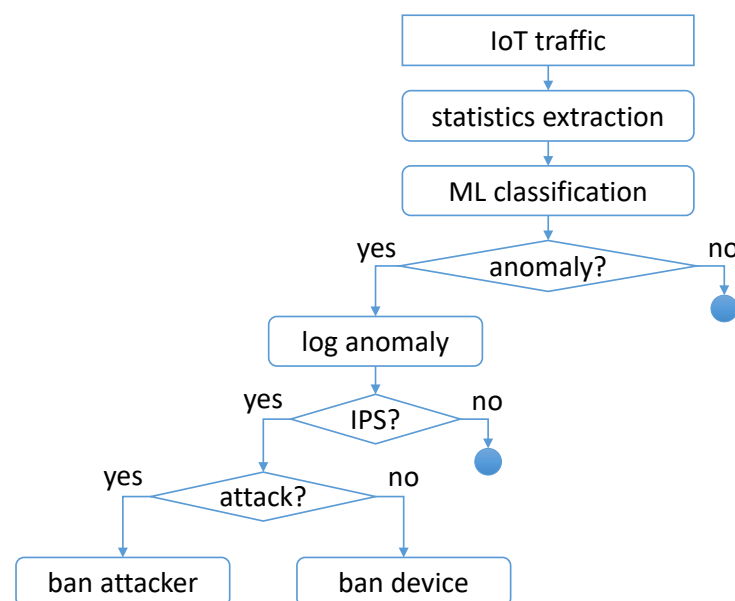 IoT traffic
statistics extraction
ML classification
yes
anomaly?
no
log anomaly
yes
IPS?
no
yes
attack?
no
ban attacker
ban device